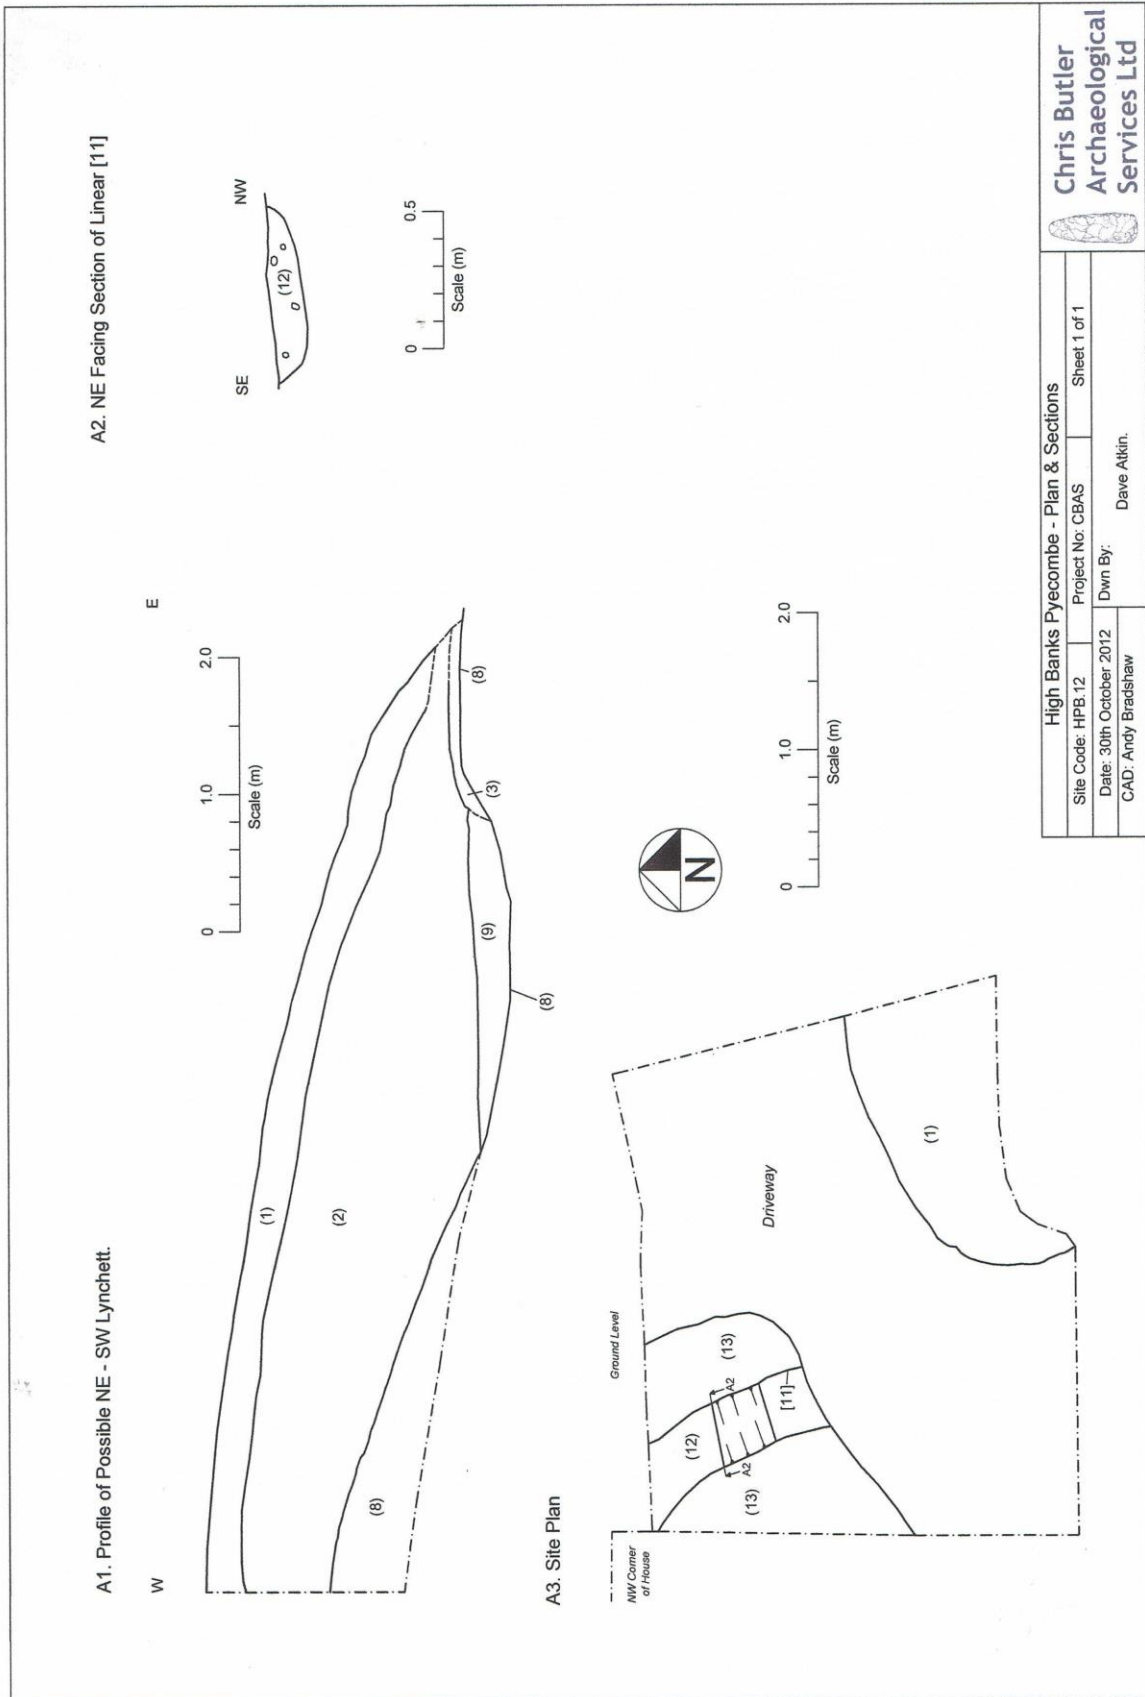 A1. Profile of Possible NE - SW Lynchett.
W
E
(1)
(2)
(8)
(9)
(3)
(8)
(8)
0
1.0
2.0
Scale (m)
A2. NE Facing Section of Linear [11]
SE
NW
(12)
0
0.5
Scale (m)
A3. Site Plan
NW Corner
of House
Ground Level
(13)
(12)
A2
A2
(13)
[11]
Driveway
(1)
N
0
1.0
2.0
Scale (m)
High Banks Pyecombe - Plan & Sections
Site Code: HPB.12
Project No: CBAS
Sheet 1 of 1
Date: 30th October 2012
Dwn By:
Dave Atkin.
CAD: Andy Bradshaw
Chris Butler
Archaeological
Services Ltd